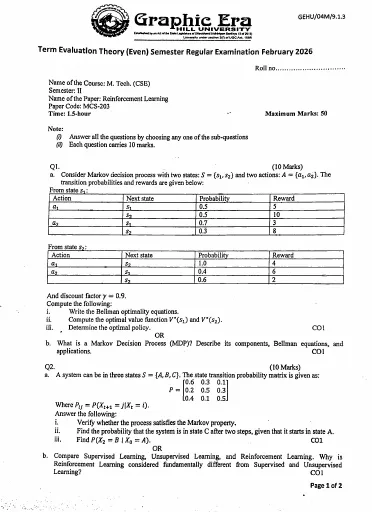 GEHU/04M/9.1.3
Graphic Era
HILL UNIVERSITY
Term Evaluation Theory (Even) Semester Regular Examination February 2026
Roll no..............................
Name of the Course: M. Tech. (CSE)
Semester: II
Name of the Paper: Reinforcement Learning
Paper Code: MCS-203
Time: 1.5-hour Maximum Marks: 50
Note:
(i) Answer all the questions by choosing any one of the sub-questions
(ii) Each question carries 10 marks.
Q1. (10 Marks)
a. Consider Markov decision process with two states: S = {s₁, s₂) and two actions: A = {a₁, a₂}. The
transition probabilities and rewards are given below:
From state s₁:
Action Next state Probability Reward
a₁ s₁ 0.5 5
s₂ 0.5 10
a₂ s₁ 0.7 3
s₂ 0.3 8
From state s₂:
Action Next state Probability Reward
a₁ s₂ 1.0 4
a₂ s₁ 0.4 6
s₂ 0.6 2
And discount factor γ = 0.9.
Compute the following:
i. Write the Bellman optimality equations.
ii. Compute the optimal value function V*(s₁) and V*(s₂).
iii. Determine the optimal policy. CO1
OR
b. What is a Markov Decision Process (MDP)? Describe its components, Bellman equations, and
applications. CO1
Q2. (10 Marks)
a. A system can be in three states S = {A, B, C}. The state transition probability matrix is given as:
[0.6 0.3 0.1]
P = |0.2 0.5 0.3|
[0.4 0.1 0.5]
Where Pᵢⱼ = P(Xₜ₊₁ = j|Xₜ = i).
Answer the following:
i. Verify whether the process satisfies the Markov property.
ii. Find the probability that the system is in state C after two steps, given that it starts in state A.
iii. Find P(X₂ = B | X₀ = A). CO1
OR
b. Compare Supervised Learning, Unsupervised Learning, and Reinforcement Learning. Why is
Reinforcement Learning considered fundamentally different from Supervised and Unsupervised
Learning? CO1
Page 1 of 2